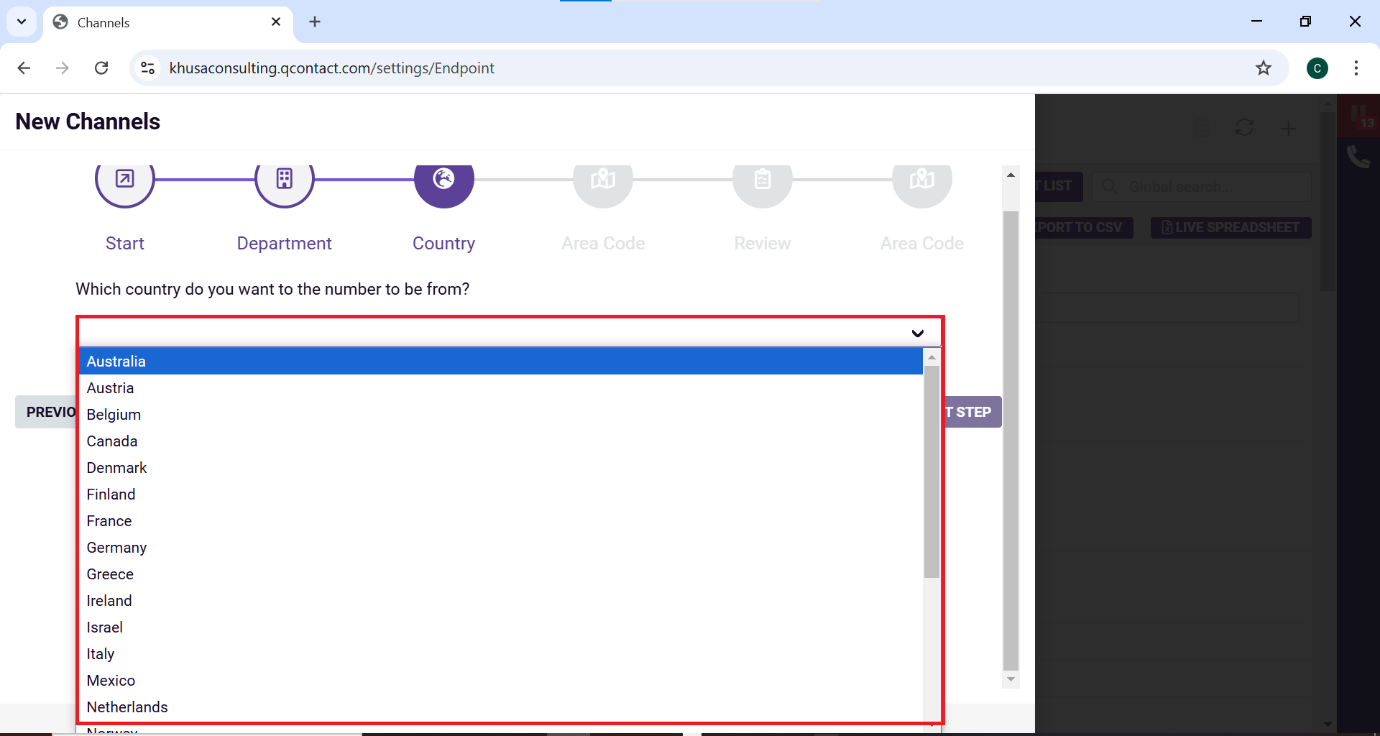 Channels
khusaconsulting.qcontact.com/settings/Endpoint
C
New Channels
13
T LIST
Global search...
PORT TO CSV
LIVE SPREADSHEET
Start
Department
Country
Area Code
Review
Area Code
Which country do you want to the number to be from?
Australia
Austria
Belgium
PREVIO
T STEP
Canada
Denmark
Finland
France
Germany
Greece
Ireland
Israel
Italy
Mexico
Netherlands
Norway